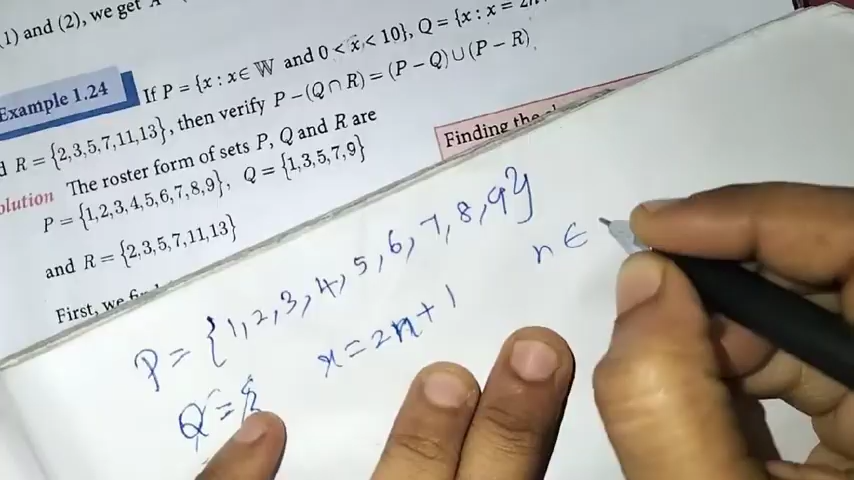 (1) and (2), we get
Example 1.24 If P = {x : x ∈ W and 0 < x < 10}, Q = {x : x = 2n
R = {2,3,5,7,11,13}, then verify P − (Q ∩ R) = (P − Q) ∪ (P − R)
The roster form of sets P, Q and R are
P = {1,2,3,4,5,6,7,8,9}, Q = {1,3,5,7,9}
Finding the
and R = {2,3,5,7,11,13}
First, we
P = {1,2,3,4,5,6,7,8,9}
x = 2n+1 n ∈
Q = {